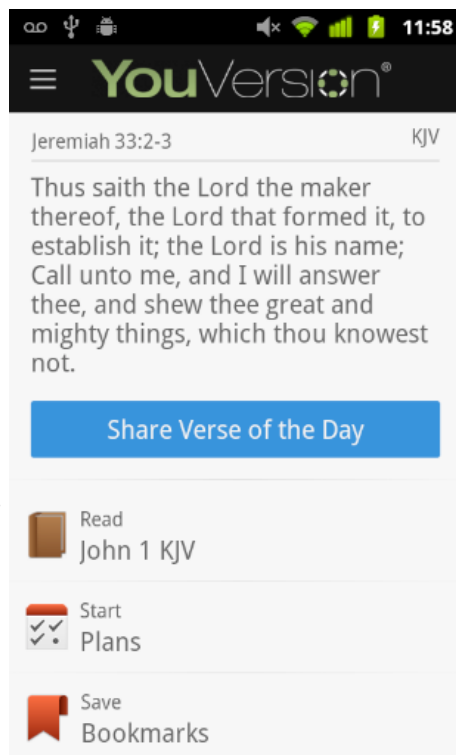 11:58
YouVersion®
Jeremiah 33:2-3 KJV
Thus saith the Lord the maker
thereof, the Lord that formed it, to
establish it; the Lord is his name;
Call unto me, and I will answer
thee, and shew thee great and
mighty things, which thou knowest
not.
Share Verse of the Day
Read
John 1 KJV
Start
Plans
Save
Bookmarks